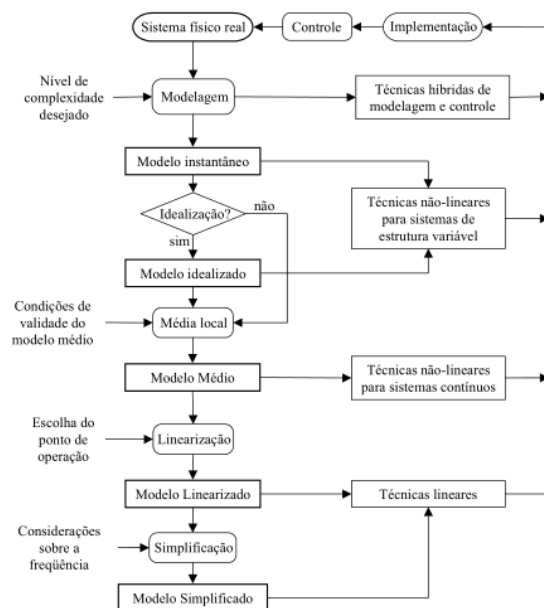 Sistema físico real
Controle
Implementação
Nível de
complexidade
desejado
Modelagem
Técnicas híbridas de
modelagem e controle
Modelo instantâneo
Idealização?
não
sim
Técnicas não-lineares
para sistemas de
estrutura variável
Modelo idealizado
Condições de
validade do
modelo médio
Média local
Modelo Médio
Técnicas não-lineares
para sistemas contínuos
Escolha do
ponto de
operação
Linearização
Modelo Linearizado
Técnicas lineares
Considerações
sobre a
freqüência
Simplificação
Modelo Simplificado